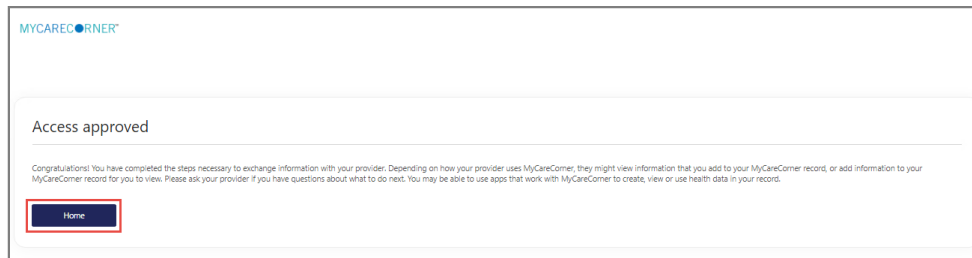 MYCARECORNER™
Access approved
Congratulations! You have completed the steps necessary to exchange information with your provider. Depending on how your provider uses MyCareCorner, they might view information that you add to your MyCareCorner record, or add information to your
MyCareCorner record for you to view. Please ask your provider if you have questions about what to do next. You may be able to use apps that work with MyCareCorner to create, view or use health data in your record.
Home